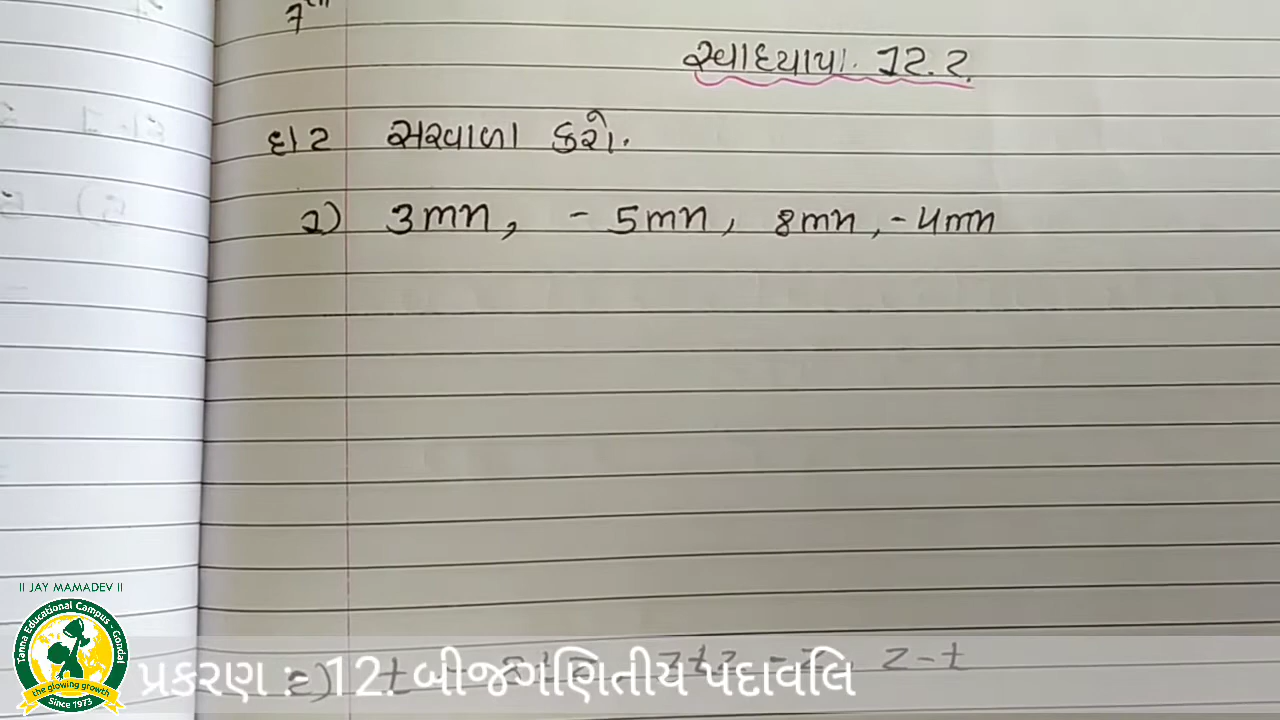 7
સ્વાધ્યાય. 12.2.
દા 2 સરવાળા કરો.
1) 3mn, - 5mn, 8mn, -4mn
z-t
|| JAY MAMADEV ||
Tanna Educational Campus - Gondal
the glowing growth
Since 1973
પ્રકરણ : 12. બીજગણિતીય પદાવલિ